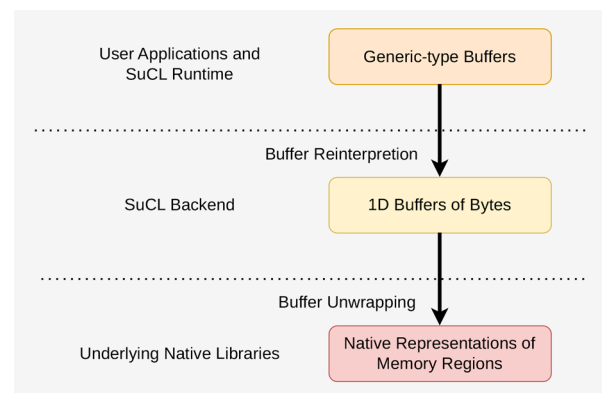 User Applications and
SuCL Runtime
Generic-type Buffers
Buffer Reinterpretion
SuCL Backend
1D Buffers of Bytes
Buffer Unwrapping
Underlying Native Libraries
Native Representations of
Memory Regions